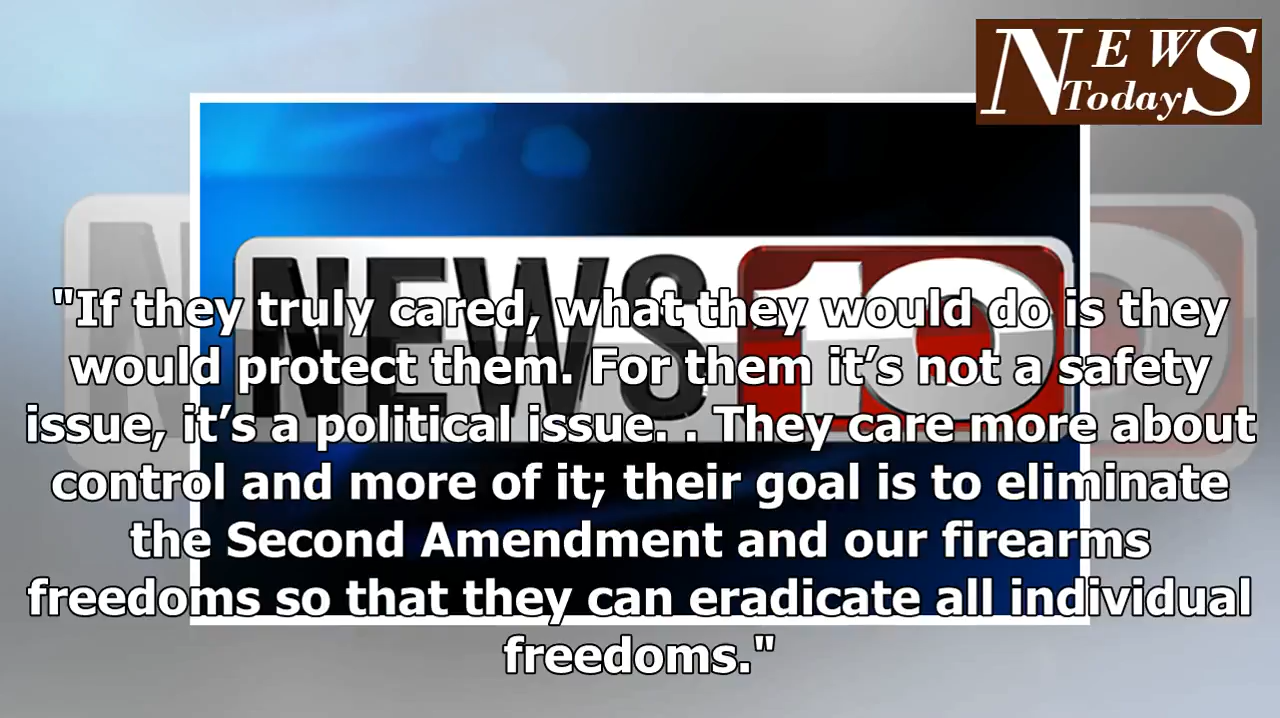 NEWS
Today
NEWS 10
"If they truly cared, what they would do is they
would protect them. For them it’s not a safety
issue, it’s a political issue. . They care more about
control and more of it; their goal is to eliminate
the Second Amendment and our firearms
freedoms so that they can eradicate all individual
freedoms."